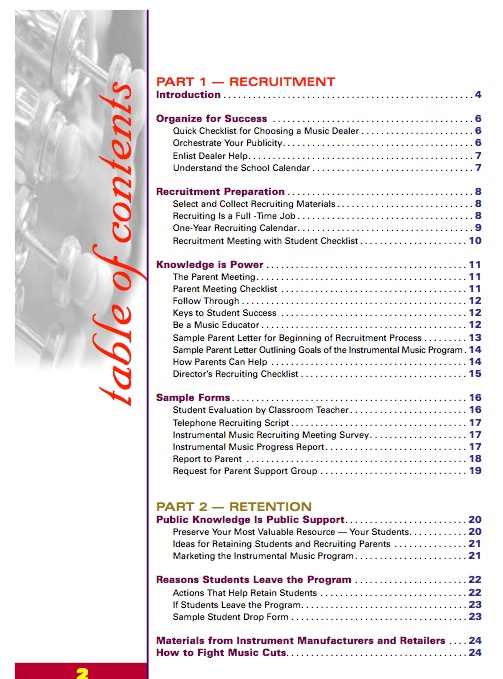 table of contents
PART 1 — RECRUITMENT
Introduction . . . . . . . . . . . . . . . . . . . . 4
Organize for Success . . . . . . . . . . . . . . . . . . . . 6
Quick Checklist for Choosing a Music Dealer . . . . . . . . . . 6
Orchestrate Your Publicity. . . . . . . . . . . . . . . . . . . . 6
Enlist Dealer Help. . . . . . . . . . . . . . . . . . . . 7
Understand the School Calendar . . . . . . . . . . . . . . . . . . . . 7
Recruitment Preparation . . . . . . . . . . . . . . . . . . . . 8
Select and Collect Recruiting Materials . . . . . . . . . . . . . . . 8
Recruiting Is a Full -Time Job . . . . . . . . . . . . . . . . . . . . 8
One-Year Recruiting Calendar. . . . . . . . . . . . . . . . . . . . 9
Recruitment Meeting with Student Checklist . . . . . . . . . . 10
Knowledge is Power . . . . . . . . . . . . . . . . . . . . 11
The Parent Meeting. . . . . . . . . . . . . . . . . . . . 11
Parent Meeting Checklist . . . . . . . . . . . . . . . . . . . . 11
Follow Through . . . . . . . . . . . . . . . . . . . . 12
Keys to Student Success . . . . . . . . . . . . . . . . . . . . 12
Be a Music Educator . . . . . . . . . . . . . . . . . . . . 12
Sample Parent Letter for Beginning of Recruitment Process . . . . . . . . . 13
Sample Parent Letter Outlining Goals of the Instrumental Music Program . 14
How Parents Can Help . . . . . . . . . . . . . . . . . . . . 14
Director's Recruiting Checklist . . . . . . . . . . . . . . . . . . . . 15
Sample Forms . . . . . . . . . . . . . . . . . . . . 16
Student Evaluation by Classroom Teacher . . . . . . . . . . . . . . . 16
Telephone Recruiting Script . . . . . . . . . . . . . . . . . . . . 17
Instrumental Music Recruiting Meeting Survey. . . . . . . . . . 17
Instrumental Music Progress Report. . . . . . . . . . . . . . . 17
Report to Parent . . . . . . . . . . . . . . . . . . . . 18
Request for Parent Support Group . . . . . . . . . . . . . . . 19
PART 2 — RETENTION
Public Knowledge Is Public Support. . . . . . . . . . . . . . . 20
Preserve Your Most Valuable Resource — Your Students. . . . . . . . . . 20
Ideas for Retaining Students and Recruiting Parents . . . . . . . . . . 21
Marketing the Instrumental Music Program . . . . . . . . . . . . . . . 21
Reasons Students Leave the Program . . . . . . . . . . . . . . . 22
Actions That Help Retain Students . . . . . . . . . . . . . . . 22
If Students Leave the Program. . . . . . . . . . . . . . . . . . . . 23
Sample Student Drop Form . . . . . . . . . . . . . . . . . . . . 23
Materials from Instrument Manufacturers and Retailers . . . . 24
How to Fight Music Cuts. . . . . . . . . . . . . . . . . . . . 24
2